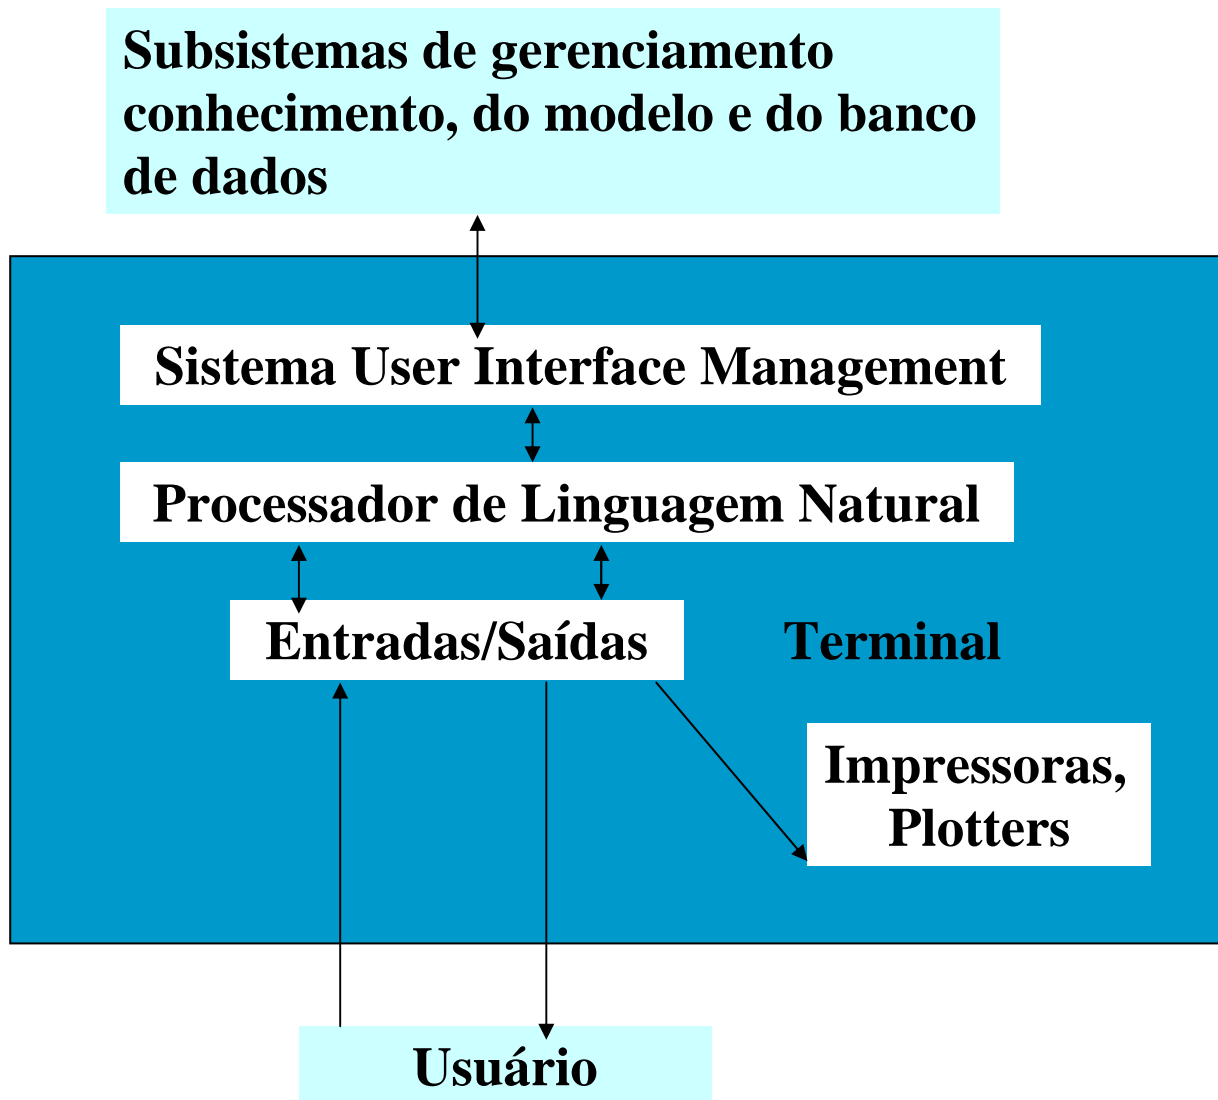 Subsistemas de gerenciamento
conhecimento, do modelo e do banco
de dados
Sistema User Interface Management
Processador de Linguagem Natural
Entradas/Saídas
Terminal
Impressoras,
Plotters
Usuário